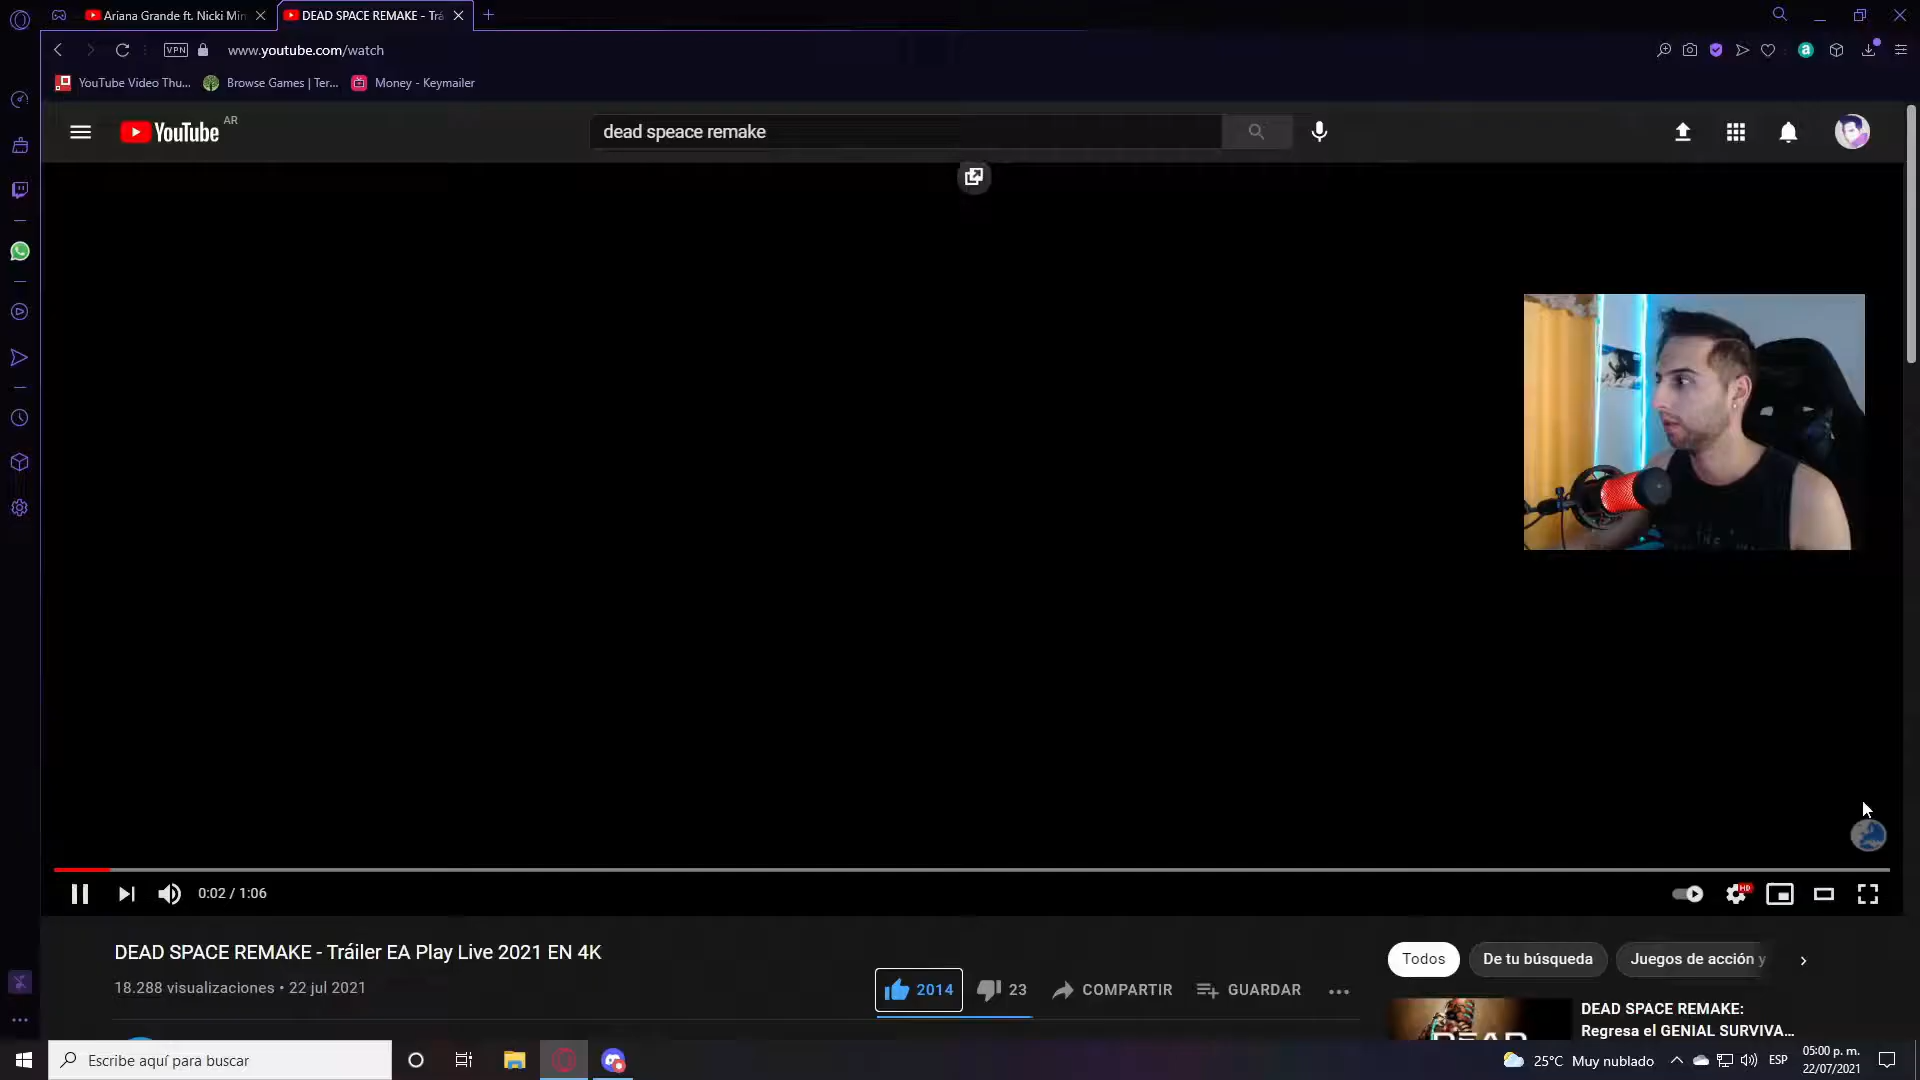 Ariana Grande ft. Nicki Min
DEAD SPACE REMAKE - Trá
VPN
www.youtube.com/watch
YouTube Video Thu...
Browse Games | Ter...
Money - Keymailer
YouTube
AR
dead speace remake
a
0:02 / 1:06
HD
DEAD SPACE REMAKE - Tráiler EA Play Live 2021 EN 4K
18.288 visualizaciones • 22 jul 2021
2014
23
COMPARTIR
GUARDAR
Todos
De tu búsqueda
Juegos de acción y
DEAD
DEAD SPACE REMAKE:
Regresa el GENIAL SURVIVA...
Escribe aquí para buscar
25°C Muy nublado
ESP
05:00 p. m.
22/07/2021